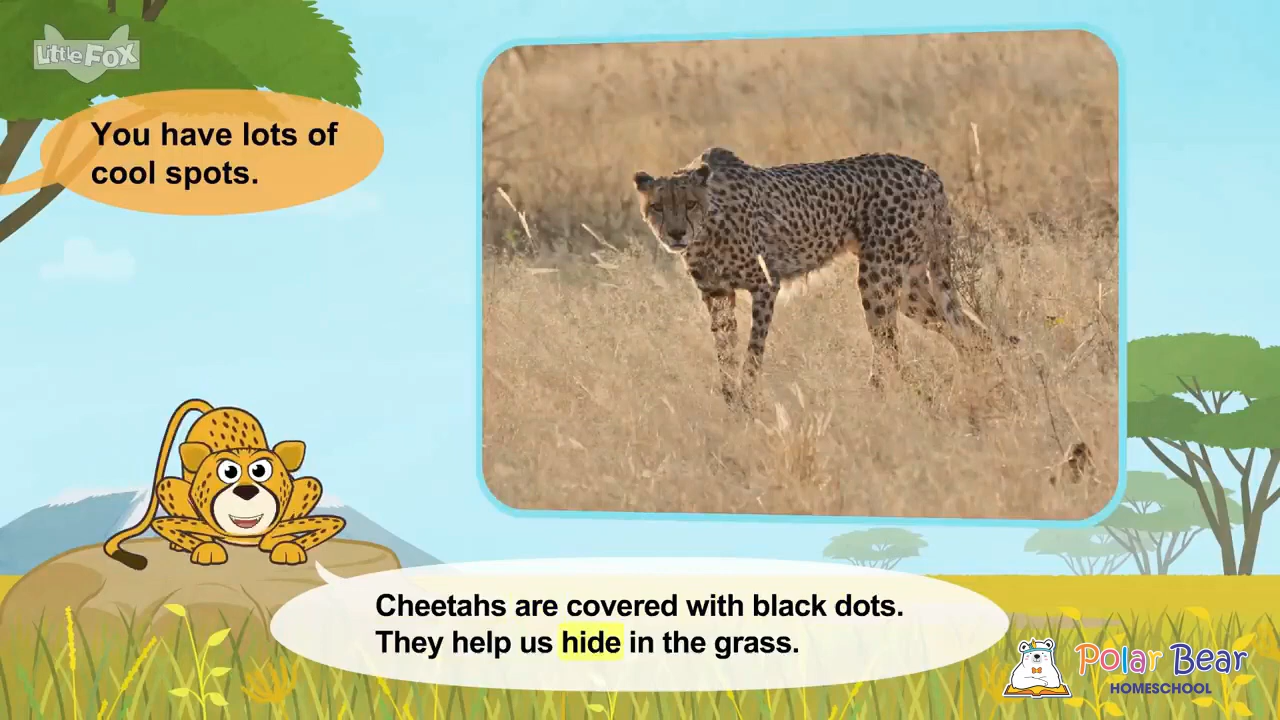 Little Fox
You have lots of
cool spots.
Cheetahs are covered with black dots.
They help us hide in the grass.
Polar Bear
HOMESCHOOL